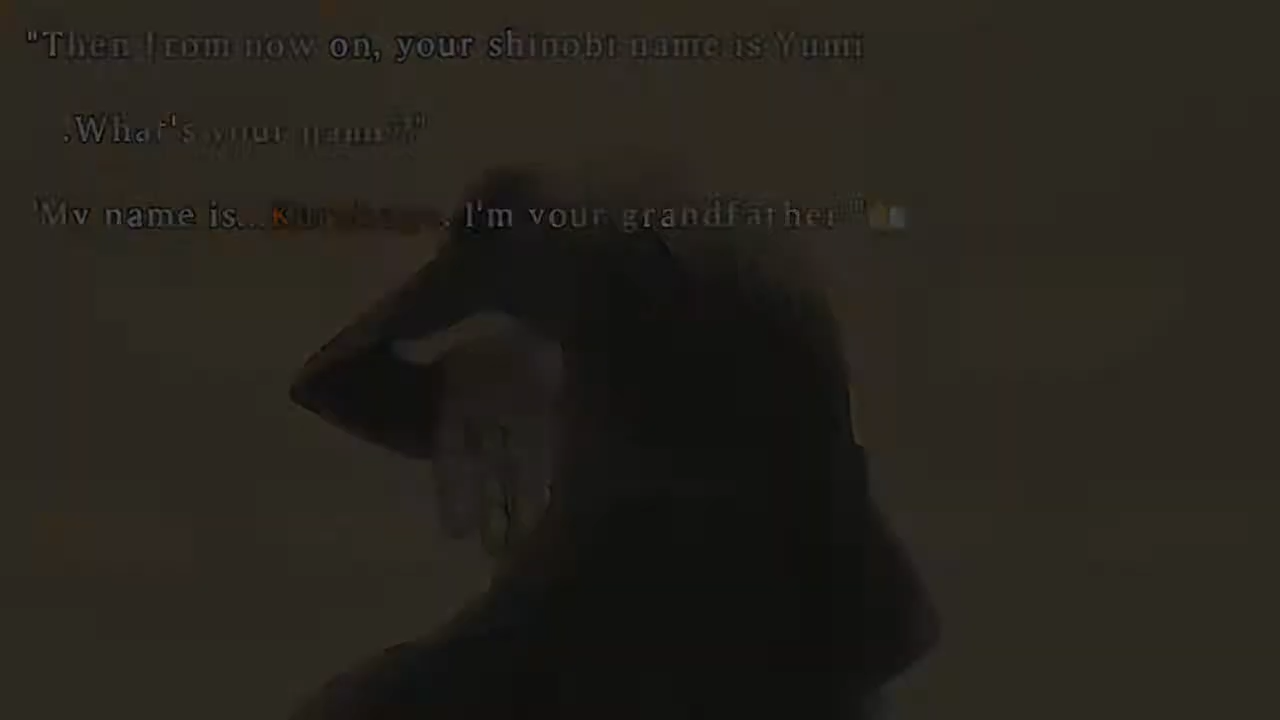 "Then from now on, your shinobi name is Yumi
.What's your name?"
"My name is... . I'm your grandfather."